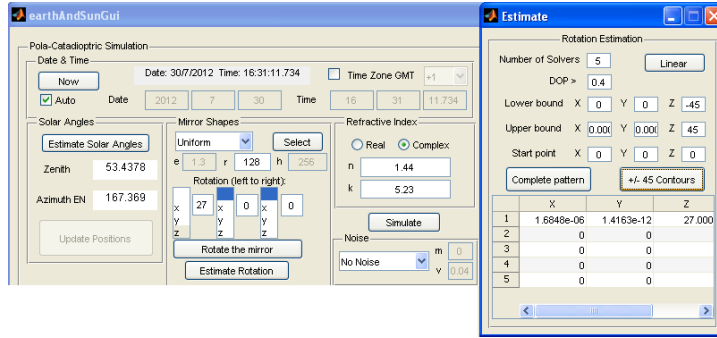 earthAndSunGui
Pola-Catadioptric Simulation
Date & Time
Now
Date: 30/7/2012 Time: 16:31:11.734
Time Zone GMT +1
Auto Date 2012 7 30 Time 16 31 11.734
Solar Angles
Estimate Solar Angles
Zenith 53.4378
Azimuth EN 167.369
Update Positions
Mirror Shapes
Uniform Select
e 1.3 r 128 h 256
Rotation (left to right):
x y z 27 x y z 0 x y z 0
Rotate the mirror
Estimate Rotation
Refractive Index
Real Complex
n 1.44
k 5.23
Simulate
Noise
No Noise m 0
v 0.04
Estimate
Rotation Estimation
Number of Solvers 5 Linear
DOP > 0.4
Lower bound X 0 Y 0 Z -45
Upper bound X 0.00( Y 0.00( Z 45
Start point X 0 Y 0 Z 0
Complete pattern +/- 45 Contours
X Y Z
1 1.6848e-06 1.4163e-12 27.000
2 0 0
3 0 0
4 0 0
5 0 0